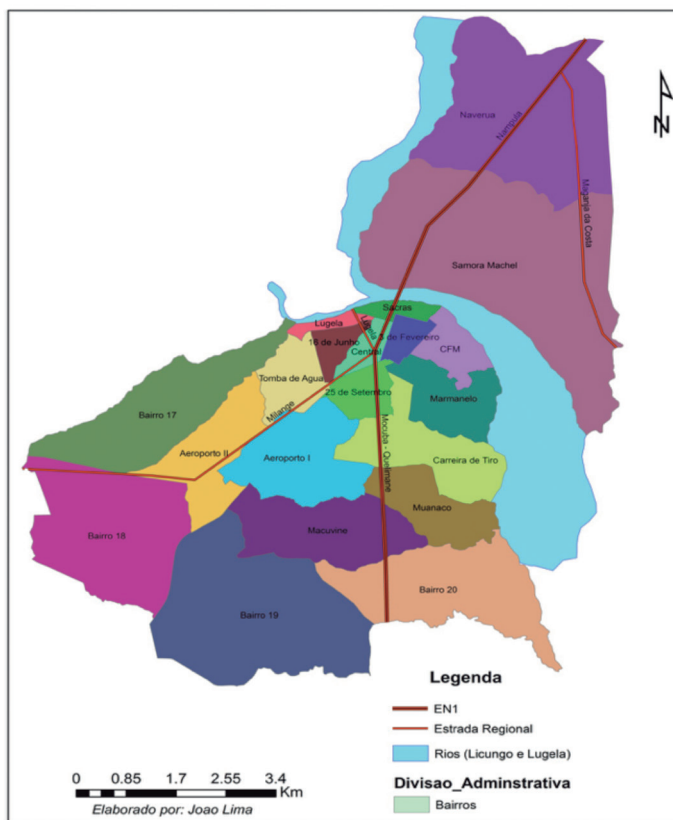 N
Naverua
Nampula
Maganja da Costa
Samora Machel
Sacras
Lugela
Lugela
3 de Fevereiro
16 de Junho
Central
CFM
Tomba de Agua
25 de Setembro
Marmanelo
Bairro 17
Milange
Aeroporto II
Aeroporto I
Mocuba - Quelimane
Carreira de Tiro
Muanaco
Bairro 18
Macuvine
Bairro 20
Bairro 19
Legenda
EN1
Estrada Regional
Rios (Licungo e Lugela)
Divisao_Adminstrativa
Bairros
0 0.85 1.7 2.55 3.4
Km
Elaborado por: Joao Lima